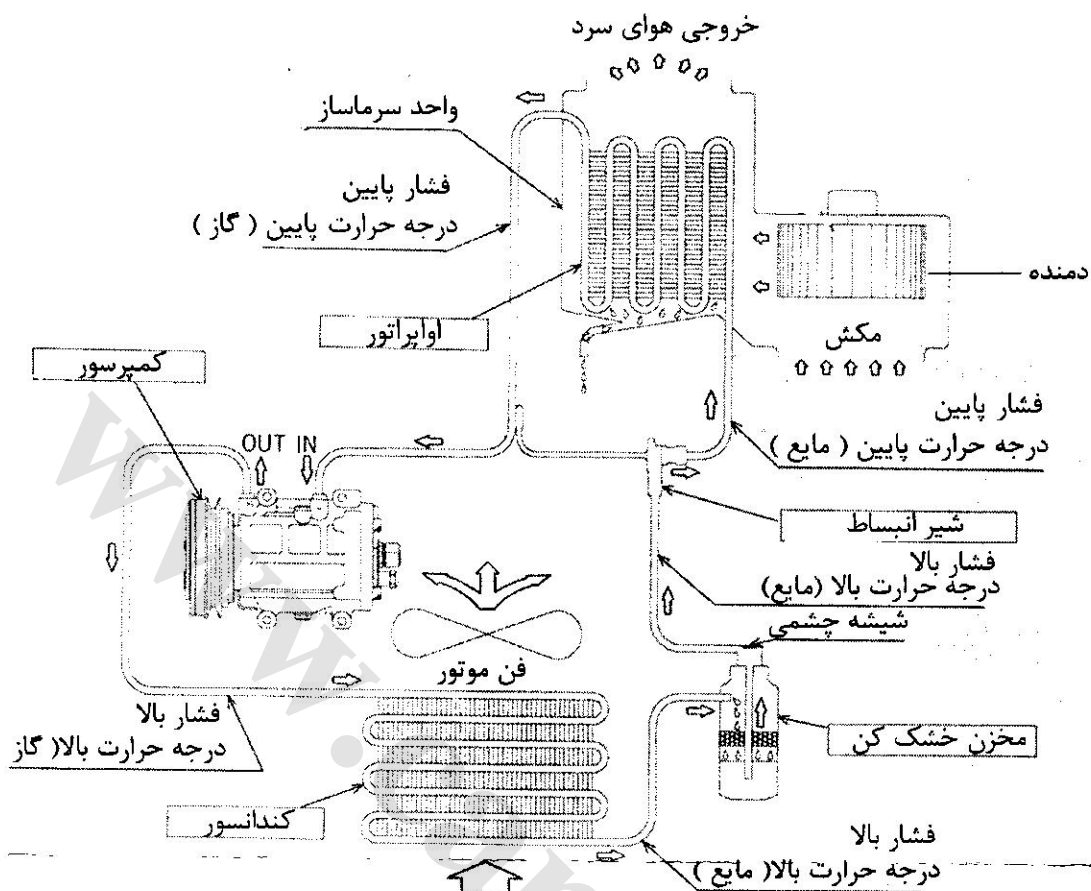 خروجی هوای سرد
واحد سرماساز
فشار پایین
درجه حرارت پایین ( گاز )
دمنده
اواپراتور
مکش
کمپرسور
فشار پایین
درجه حرارت پایین ( مایع )
OUT IN
شیر انبساط
فشار بالا
درجه حرارت بالا (مایع)
شیشه چشمی
فن موتور
فشار بالا
درجه حرارت بالا( گاز
مخزن خشک کن
کندانسور
فشار بالا
درجه حرارت بالا( مایع )